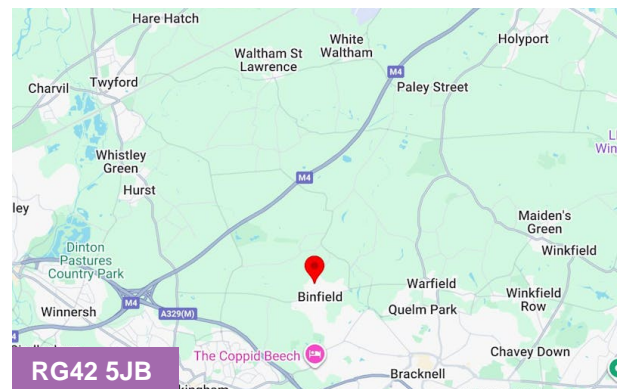 Hare Hatch
White
Waltham
Holyport
Waltham St
Lawrence
M4
Twyford
Paley Street
Charvil
Whistley
Green
M4
Hurst
Maiden's
Green
Winkfield
Dinton
Pastures
Country Park
Binfield
Warfield
M4
Winnersh
A329(M)
Quelm Park
Winkfield
Row
The Coppid Beech
Chavey Down
Bracknell
RG42 5JB